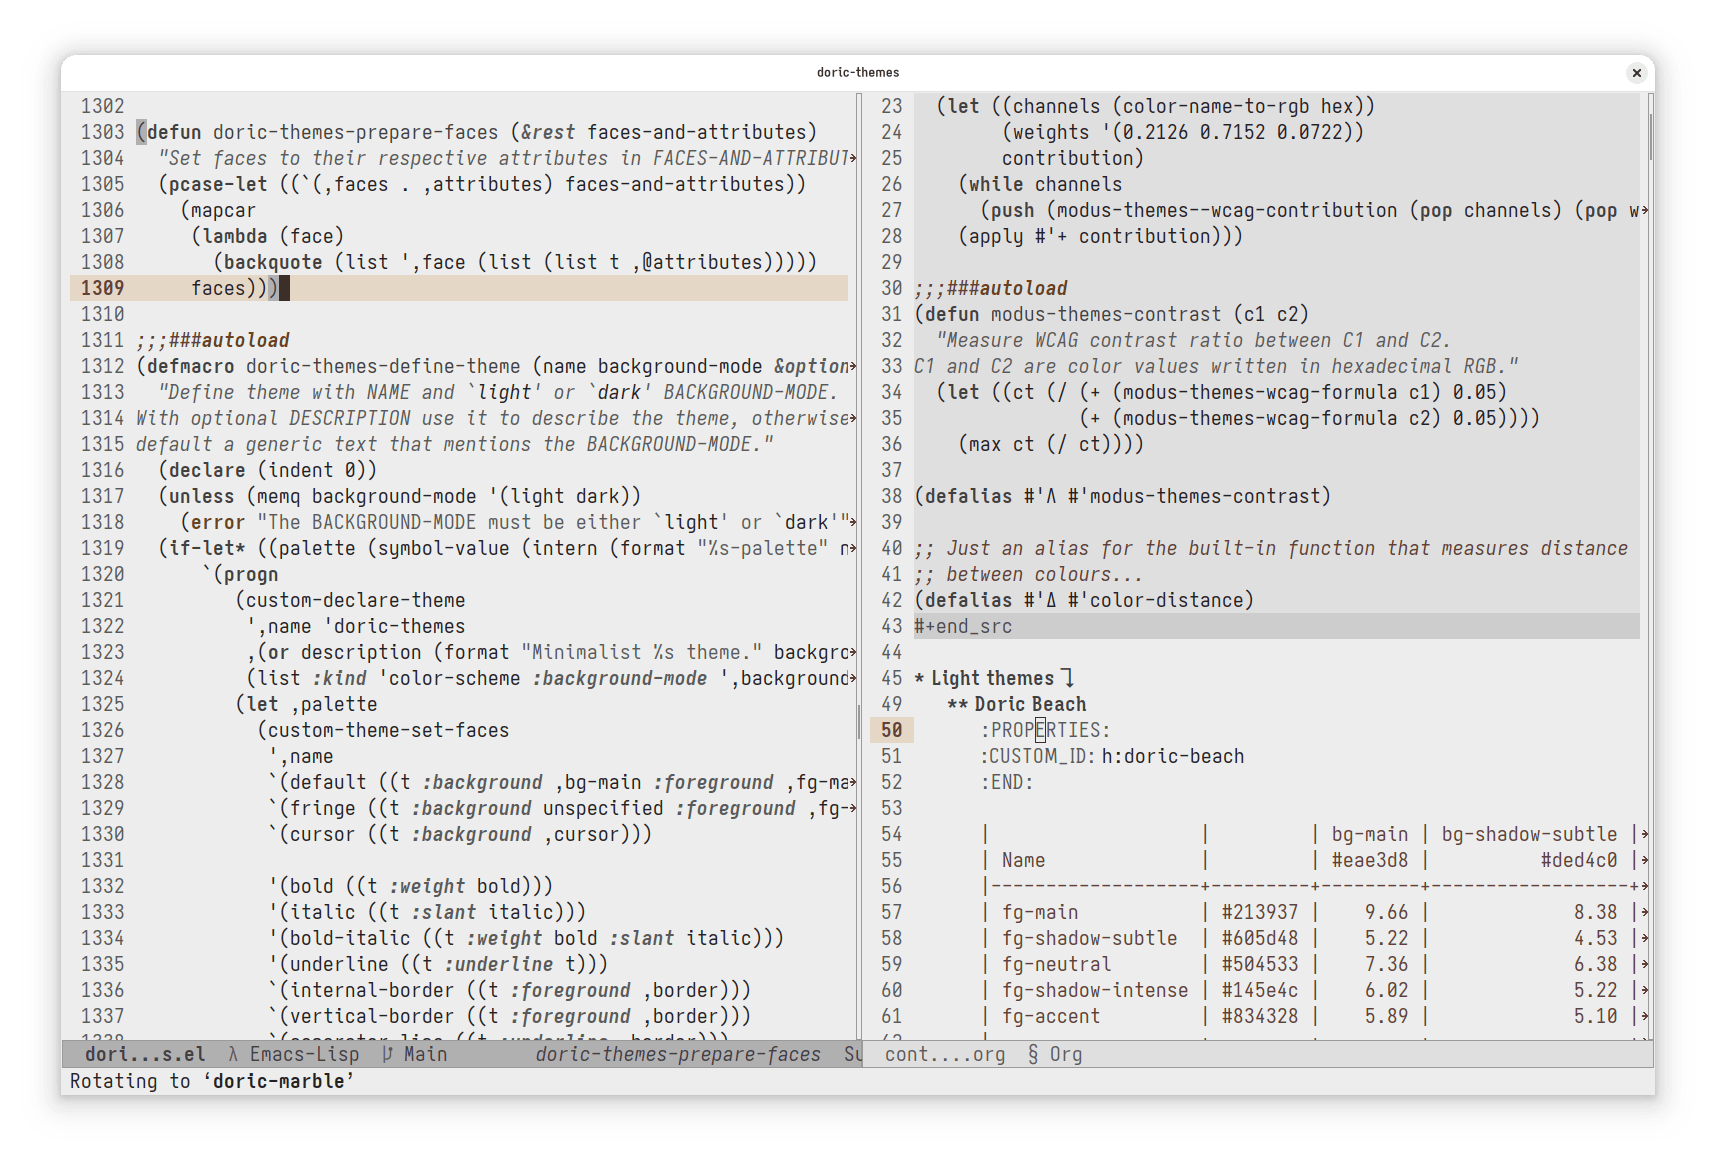 doric-themes
1302
1303 (defun doric-themes-prepare-faces (&rest faces-and-attributes)
1304   "Set faces to their respective attributes in FACES-AND-ATTRIBUT
1305   (pcase-let ((`(,faces . ,attributes) faces-and-attributes))
1306     (mapcar
1307      (lambda (face)
1308        (backquote (list ',face (list (list t ,@attributes)))))
1309      faces)))
1310
1311 ;;;###autoload
1312 (defmacro doric-themes-define-theme (name background-mode &option
1313   "Define theme with NAME and `light' or `dark' BACKGROUND-MODE.
1314 With optional DESCRIPTION use it to describe the theme, otherwise
1315 default a generic text that mentions the BACKGROUND-MODE."
1316   (declare (indent 0))
1317   (unless (memq background-mode '(light dark))
1318     (error "The BACKGROUND-MODE must be either `light' or `dark'"
1319   (if-let* ((palette (symbol-value (intern (format "%s-palette" n
1320       `(progn
1321          (custom-declare-theme
1322           ',name 'doric-themes
1323           ,(or description (format "Minimalist %s theme." backgro
1324           (list :kind 'color-scheme :background-mode ',background
1325          (let ,palette
1326            (custom-theme-set-faces
1327             ',name
1328             `(default ((t :background ,bg-main :foreground ,fg-ma
1329             `(fringe ((t :background unspecified :foreground ,fg-
1330             `(cursor ((t :background ,cursor)))
1331
1332             '(bold ((t :weight bold)))
1333             '(italic ((t :slant italic)))
1334             '(bold-italic ((t :weight bold :slant italic)))
1335             '(underline ((t :underline t)))
1336             `(internal-border ((t :foreground ,border)))
1337             `(vertical-border ((t :foreground ,border)))
dori...s.el λ Emacs-Lisp Main doric-themes-prepare-faces Su
23   (let ((channels (color-name-to-rgb hex))
24         (weights '(0.2126 0.7152 0.0722))
25         contribution)
26     (while channels
27       (push (modus-themes--wcag-contribution (pop channels) (pop w
28     (apply #'+ contribution)))
29
30 ;;;###autoload
31 (defun modus-themes-contrast (c1 c2)
32   "Measure WCAG contrast ratio between C1 and C2.
33 C1 and C2 are color values written in hexadecimal RGB."
34   (let ((ct (/ (+ (modus-themes-wcag-formula c1) 0.05)
35                (+ (modus-themes-wcag-formula c2) 0.05))))
36     (max ct (/ ct))))
37
38 (defalias #'Λ #'modus-themes-contrast)
39
40 ;; Just an alias for the built-in function that measures distance
41 ;; between colours...
42 (defalias #'Δ #'color-distance)
43 #+end_src
44
45 * Light themes ⤵
49    ** Doric Beach
50       :PROPERTIES:
51       :CUSTOM_ID: h:doric-beach
52       :END:
53
54       |                   |         | bg-main | bg-shadow-subtle |
55       | Name              |         | #eae3d8 |          #ded4c0 |
56       |-------------------+---------+---------+------------------+
57       | fg-main           | #213937 |    9.66 |             8.38 |
58       | fg-shadow-subtle  | #605d48 |    5.22 |             4.53 |
59       | fg-neutral        | #504533 |    7.36 |             6.38 |
60       | fg-shadow-intense | #145e4c |    6.02 |             5.22 |
61       | fg-accent         | #834328 |    5.89 |             5.10 |
cont....org § Org
Rotating to ‘doric-marble’